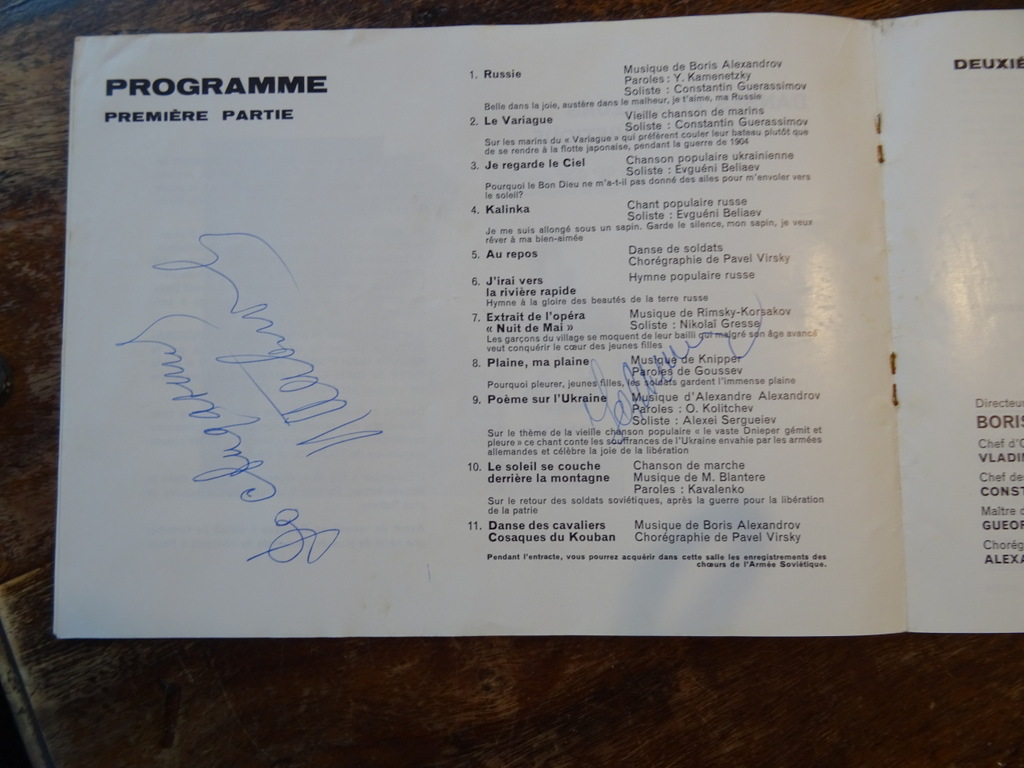 PROGRAMME
PREMIÈRE PARTIE
1. Russie
Musique de Boris Alexandrov
Paroles : Y. Kamenetzky
Soliste : Constantin Guerassimov
Belle dans la joie, austère dans le malheur, je t'aime, ma Russie
2. Le Variague
Vieille chanson de marins
Soliste : Constantin Guerassimov
Sur les marins du « Variague » qui préfèrent couler leur bateau plutôt que
de se rendre à la flotte japonaise, pendant la guerre de 1904
3. Je regarde le Ciel
Chanson populaire ukrainienne
Soliste : Evguéni Beliaev
Pourquoi le Bon Dieu ne m'a-t-il pas donné des ailes pour m'envoler vers
le soleil?
4. Kalinka
Chant populaire russe
Soliste : Evguéni Beliaev
Je me suis allongé sous un sapin. Garde le silence, mon sapin, je veux
rêver à ma bien-aimée
5. Au repos
Danse de soldats
Chorégraphie de Pavel Virsky
6. J'irai vers
la rivière rapide
Hymne populaire russe
Hymne à la gloire des beautés de la terre russe
7. Extrait de l'opéra
« Nuit de Mai »
Musique de Rimsky-Korsakov
Soliste : Nikolaï Gresse
Les garçons du village se moquent de leur bailli qui malgré son âge avancé
veut conquérir le cœur des jeunes filles
8. Plaine, ma plaine
Musique de Knipper
Paroles de Goussev
Pourquoi pleurer, jeunes filles, les soldats gardent l'immense plaine
9. Poème sur l'Ukraine
Musique d'Alexandre Alexandrov
Paroles : O. Kolitchev
Soliste : Alexei Sergueiev
Sur le thème de la vieille chanson populaire « le vaste Dnieper gémit et
pleure » ce chant conte les souffrances de l'Ukraine envahie par les armées
allemandes et célèbre la joie de la libération
10. Le soleil se couche
derrière la montagne
Chanson de marche
Musique de M. Blantere
Paroles : Kavalenko
Sur le retour des soldats soviétiques, après la guerre pour la libération
de la patrie
11. Danse des cavaliers
Cosaques du Kouban
Musique de Boris Alexandrov
Chorégraphie de Pavel Virsky
Pendant l'entracte, vous pourrez acquérir dans cette salle les enregistrements des
chœurs de l'Armée Soviétique.
DEUXIÈ
Directeu
BORIS
Chef d'O
VLADIM
Chef de
CONST
Maître d
GUEOR
Chorég
ALEXA